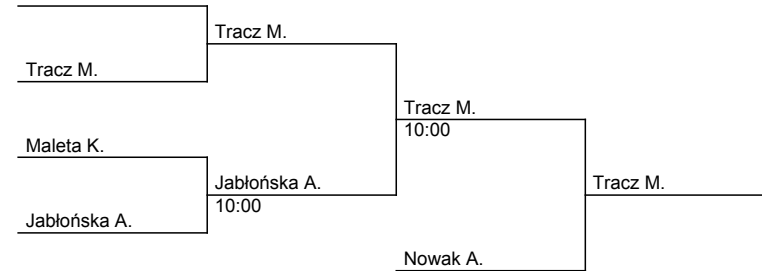 Tracz M.
Tracz M.
Tracz M.
10:00
Maleta K.
Jabłońska A.
10:00
Tracz M.
Jabłońska A.
Nowak A.